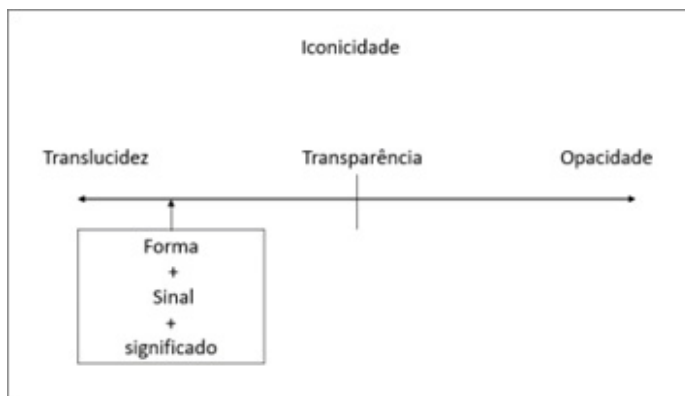 Iconicidade
Translucidez Transparência Opacidade
Forma
+
Sinal
+
significado